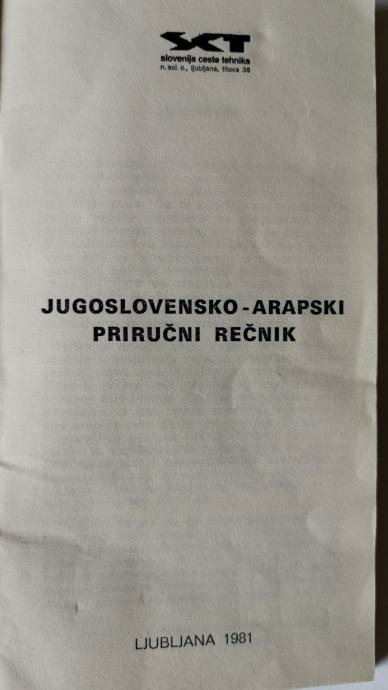 SCT
slovenija ceste tehnika
n. sol. o., ljubljana, titova 38
JUGOSLOVENSKO-ARAPSKI
PRIRUČNI REČNIK
LJUBLJANA 1981